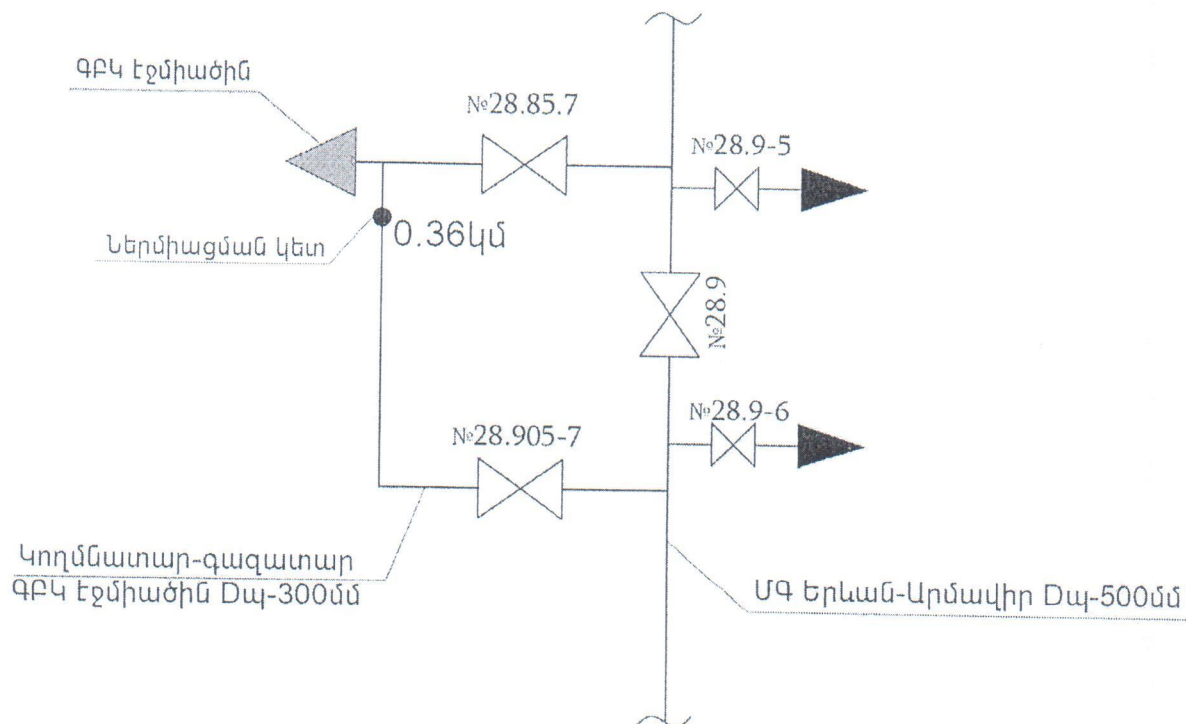 ԳԲԿ Էջմիածին
№28.85.7
№28.9-5
Ներմիացման կետ
0.36կմ
№28.9
№28.9-6
№28.905-7
Կողմնատար-գազատար
ԳԲԿ Էջմիածին Dպ-300մմ
ՄԳ Երևան-Արմավիր Dպ-500մմ